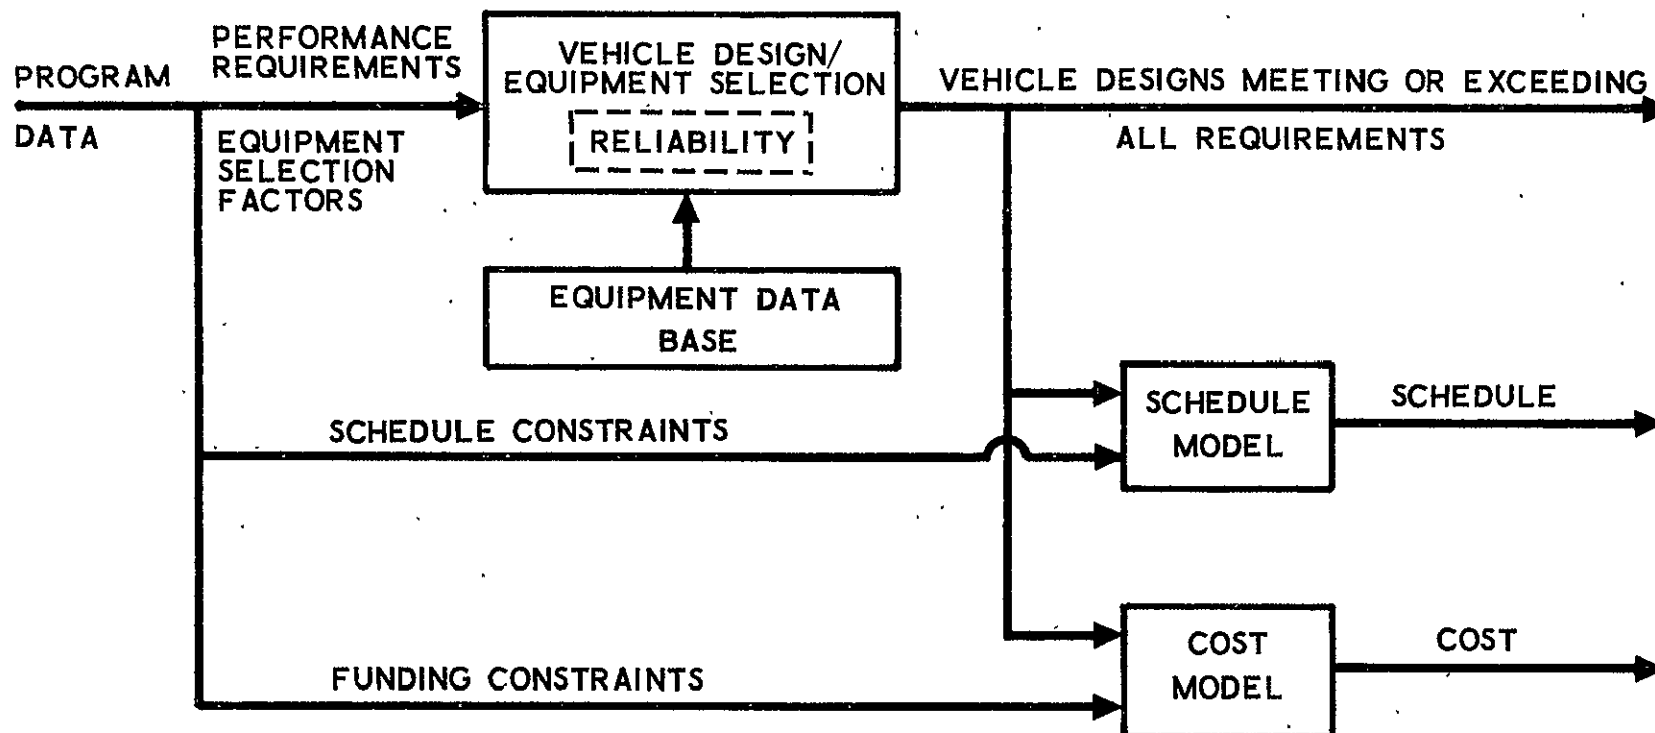 PROGRAM
DATA
PERFORMANCE
REQUIREMENTS
EQUIPMENT
SELECTION
FACTORS
VEHICLE DESIGN/
EQUIPMENT SELECTION
RELIABILITY
VEHICLE DESIGNS MEETING OR EXCEEDING
ALL REQUIREMENTS
EQUIPMENT DATA
BASE
SCHEDULE CONSTRAINTS
SCHEDULE
MODEL
SCHEDULE
FUNDING CONSTRAINTS
COST
MODEL
COST